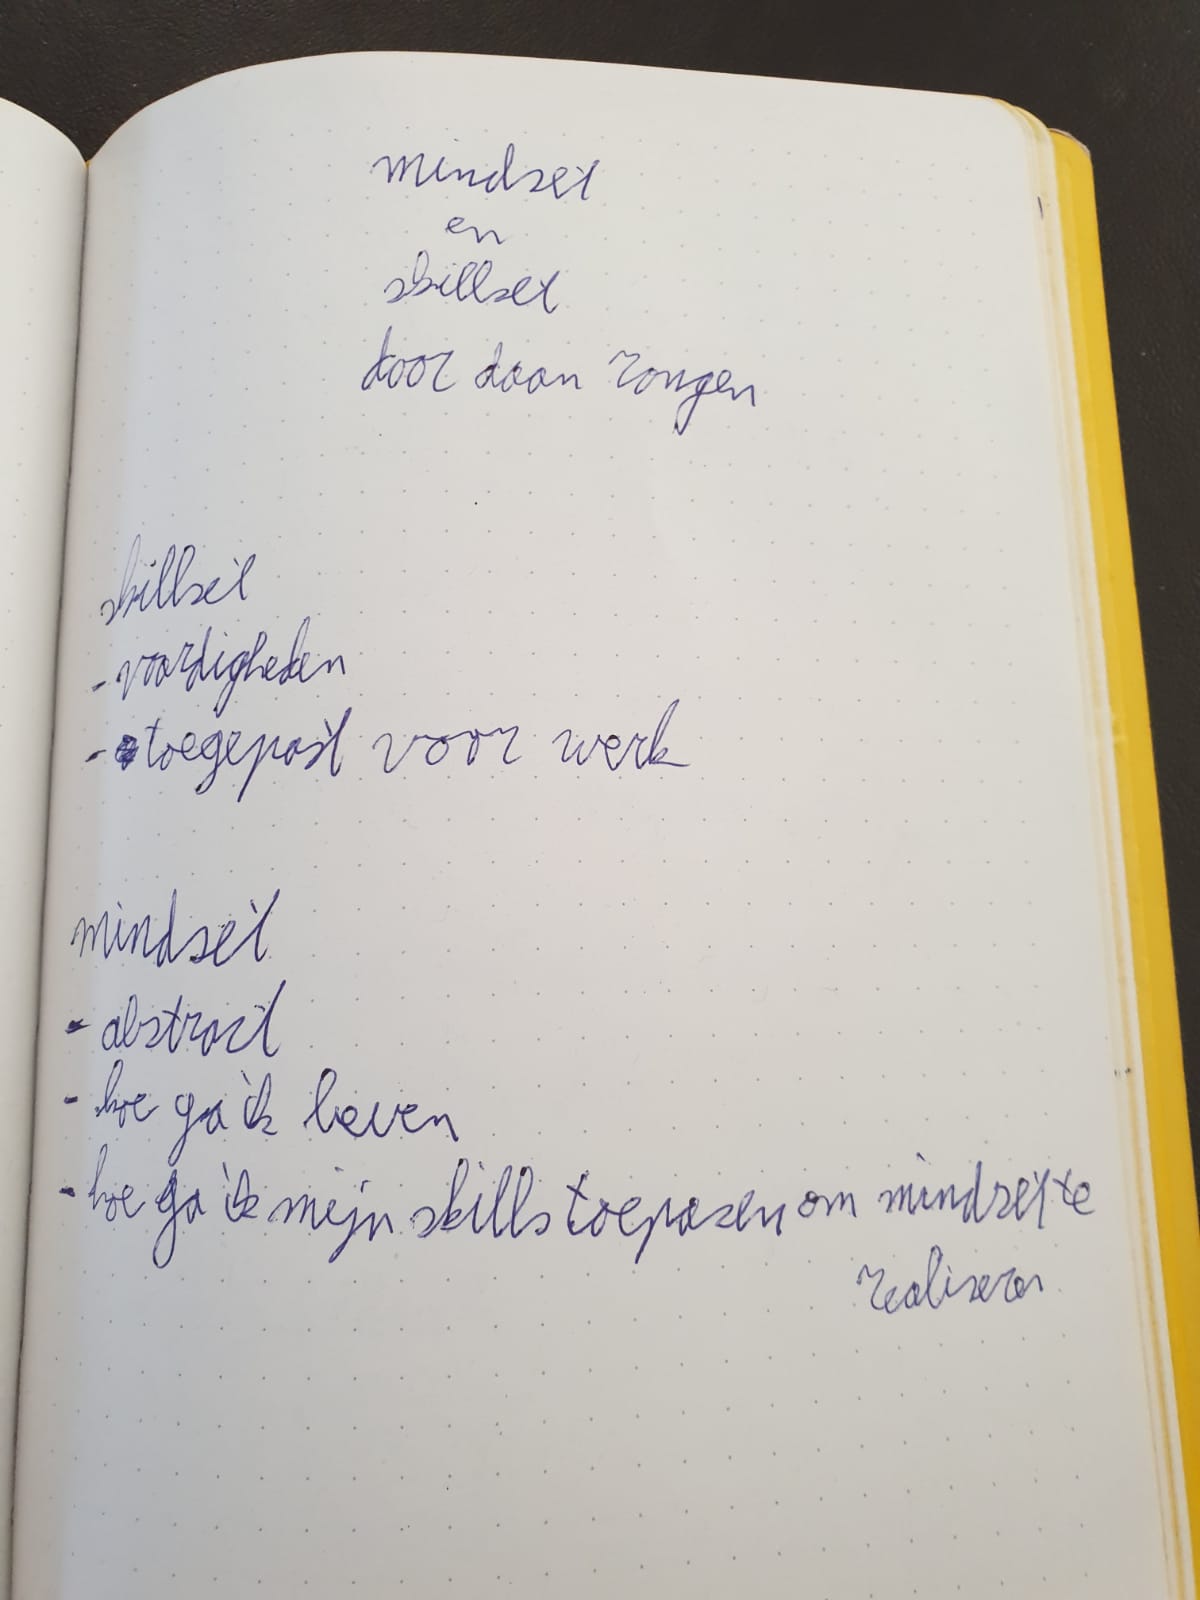 mindset
en
skillset
door daan rongen
skillset
- vaardigheden
- toegepast voor werk
mindset
- abstract
- hoe ga ik leven
- hoe ga ik mijn skills toepasen om mindset te
realiseren